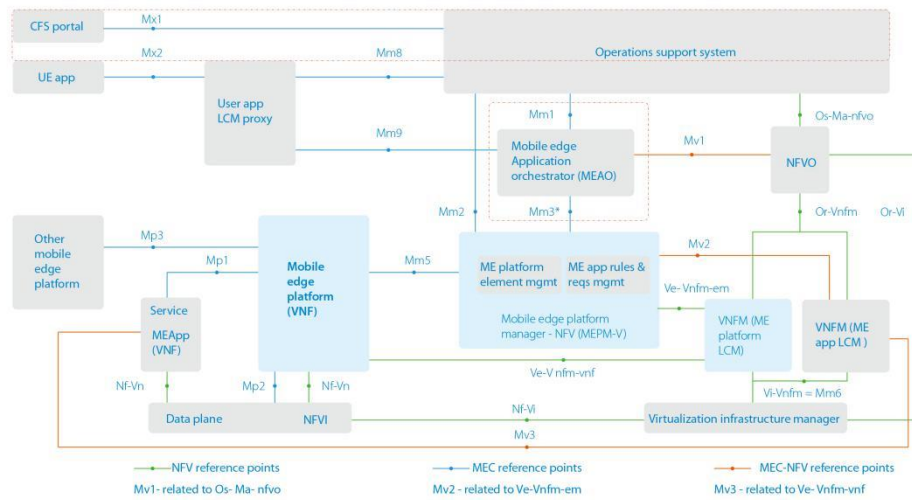 CFS portal
Mx1
Operations support system
Mx2
Mm8
UE app
User app
LCM proxy
Mm1
Os-Ma-nfvo
Mm9
Mobile edge
Application
orchestrator (MEAO)
Mv1
NFVO
Mm2
Mm3*
Or-Vnfm
Or-Vi
Other
mobile
edge
platform
Mp3
Mp1
Mobile
edge
platform
(VNF)
Mm5
ME platform
element mgmt
ME app rules &
reqs mgmt
Mobile edge platform
manager - NFV (MEPM-V)
Mv2
Ve- Vnfm-em
Service
MEApp
(VNF)
VNFM (ME
platform
LCM)
VNFM (ME
app LCM )
Ve-V nfm-vnf
Nf-Vn
Mp2
Nf-Vn
Vi-Vnfm = Mm6
Data plane
NFVI
Nf-Vi
Virtualization infrastructure manager
Mv3
NFV reference points
MEC reference points
MEC-NFV reference points
Mv1- related to Os- Ma- nfvo
Mv2 - related to Ve-Vnfm-em
Mv3 - related to Ve- Vnfm-vnf